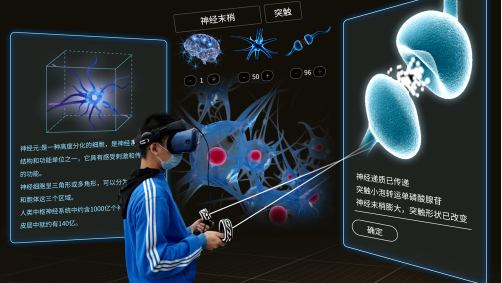 神经末梢
突触
- 1 +
- 50 +
- 96 +
神经元:是一种高度分化的细胞，是神经系
结构和功能单位之一，它具有感受刺激和传
的功能。
神经细胞呈三角形或多角形，可以分为
和胞体这三个区域。
人类中枢神经系统中约含1000亿个神
皮层中就约有140亿。
神经递质已传递
突触小泡转运单磷酸腺苷
神经末梢膨大，突触形状已改变
确定